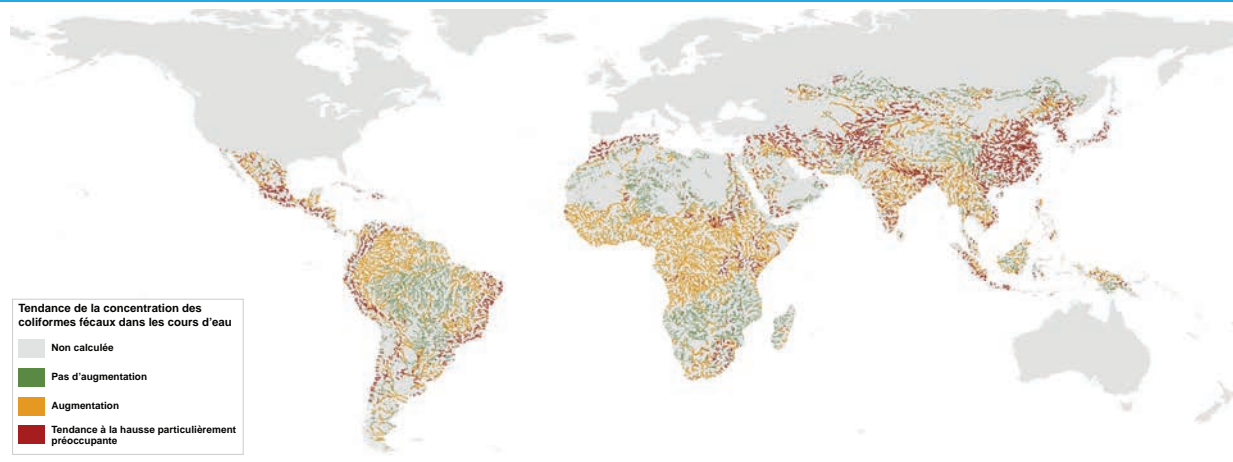 Tendance de la concentration des
coliformes fécaux dans les cours d'eau
Non calculée
Pas d'augmentation
Augmentation
Tendance à la hausse particulièrement
préoccupante